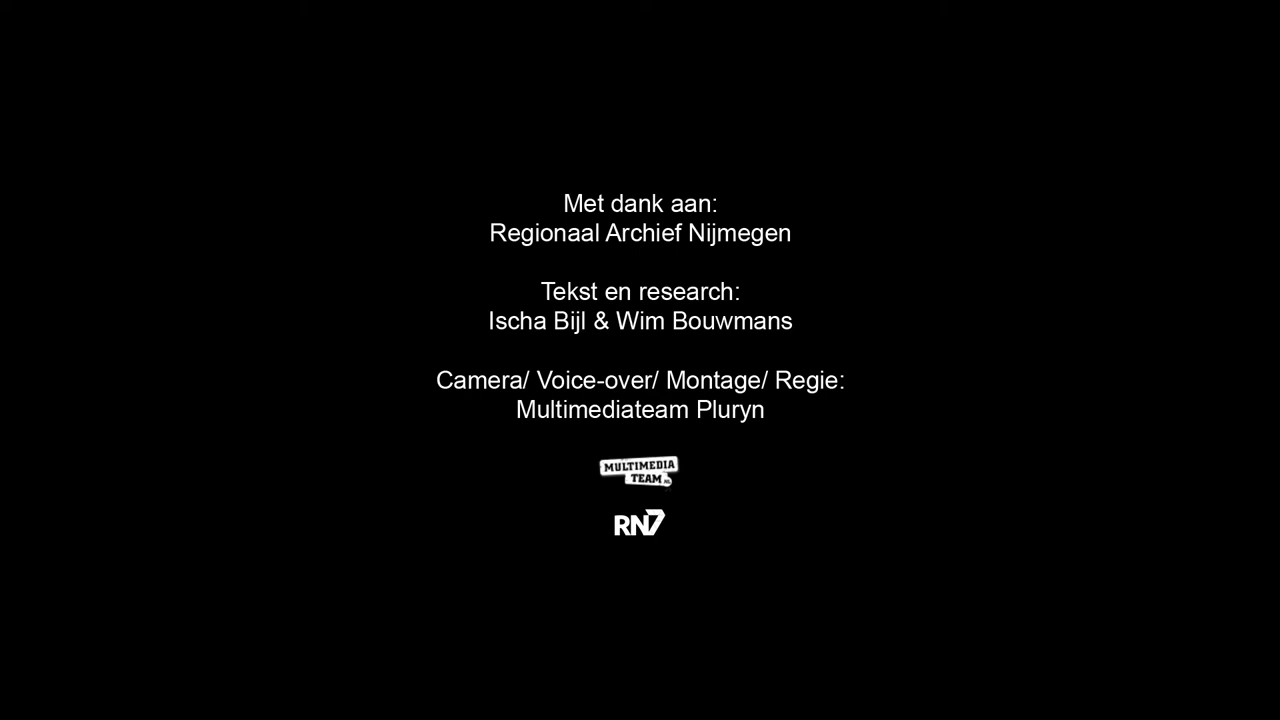 Met dank aan:
Regionaal Archief Nijmegen
Tekst en research:
Ischa Bijl & Wim Bouwmans
Camera/ Voice-over/ Montage/ Regie:
Multimediateam Pluryn
MULTIMEDIA
TEAM.NL
RN7